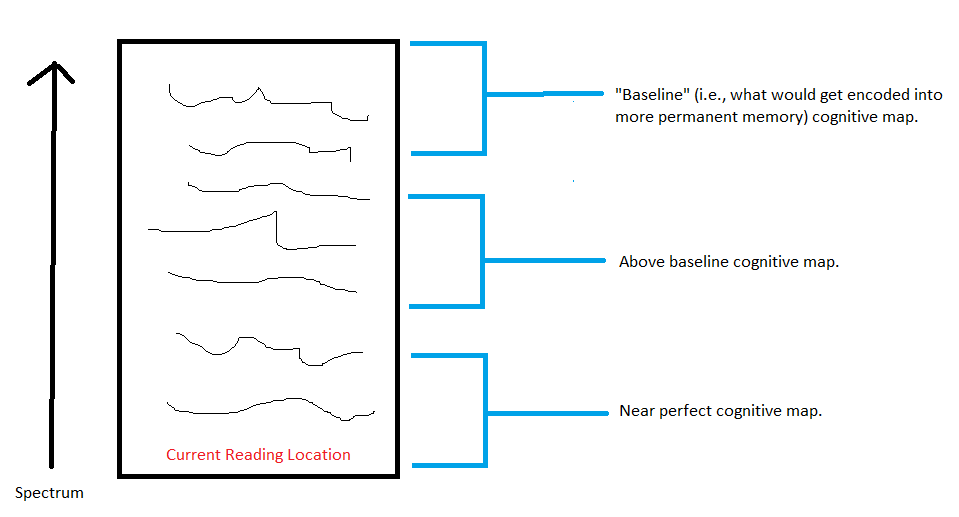 "Baseline" (i.e., what would get encoded into
more permanent memory) cognitive map.
Above baseline cognitive map.
Near perfect cognitive map.
Current Reading Location
Spectrum